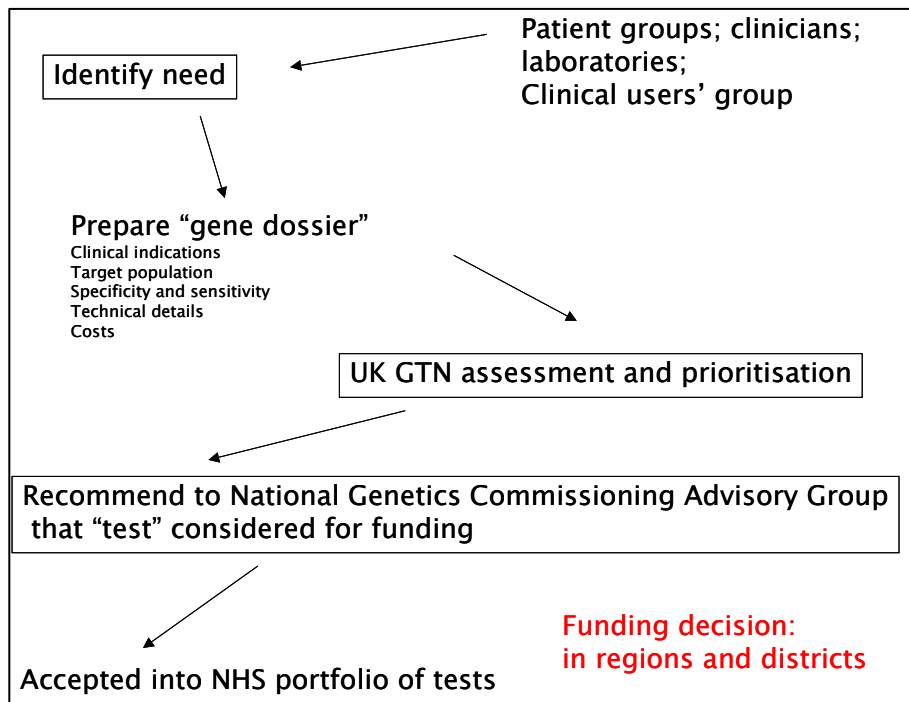 Patient groups; clinicians;
laboratories;
Clinical users’ group
Identify need
Prepare “gene dossier”
Clinical indications
Target population
Specificity and sensitivity
Technical details
Costs
UK GTN assessment and prioritisation
Recommend to National Genetics Commissioning Advisory Group
that “test” considered for funding
Funding decision:
in regions and districts
Accepted into NHS portfolio of tests